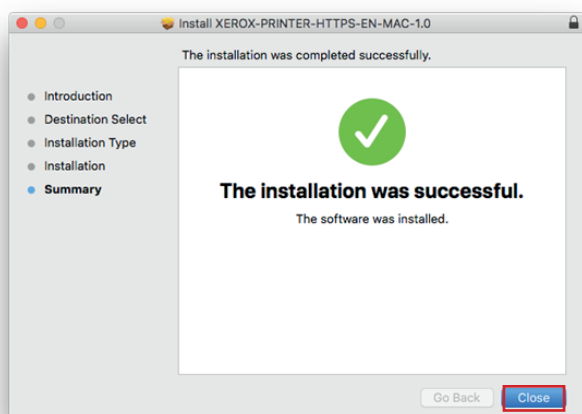 Install XEROX-PRINTER-HTTPS-EN-MAC-1.0
The installation was completed successfully.
Introduction
Destination Select
Installation Type
Installation
Summary
The installation was successful.
The software was installed.
Go Back
Close